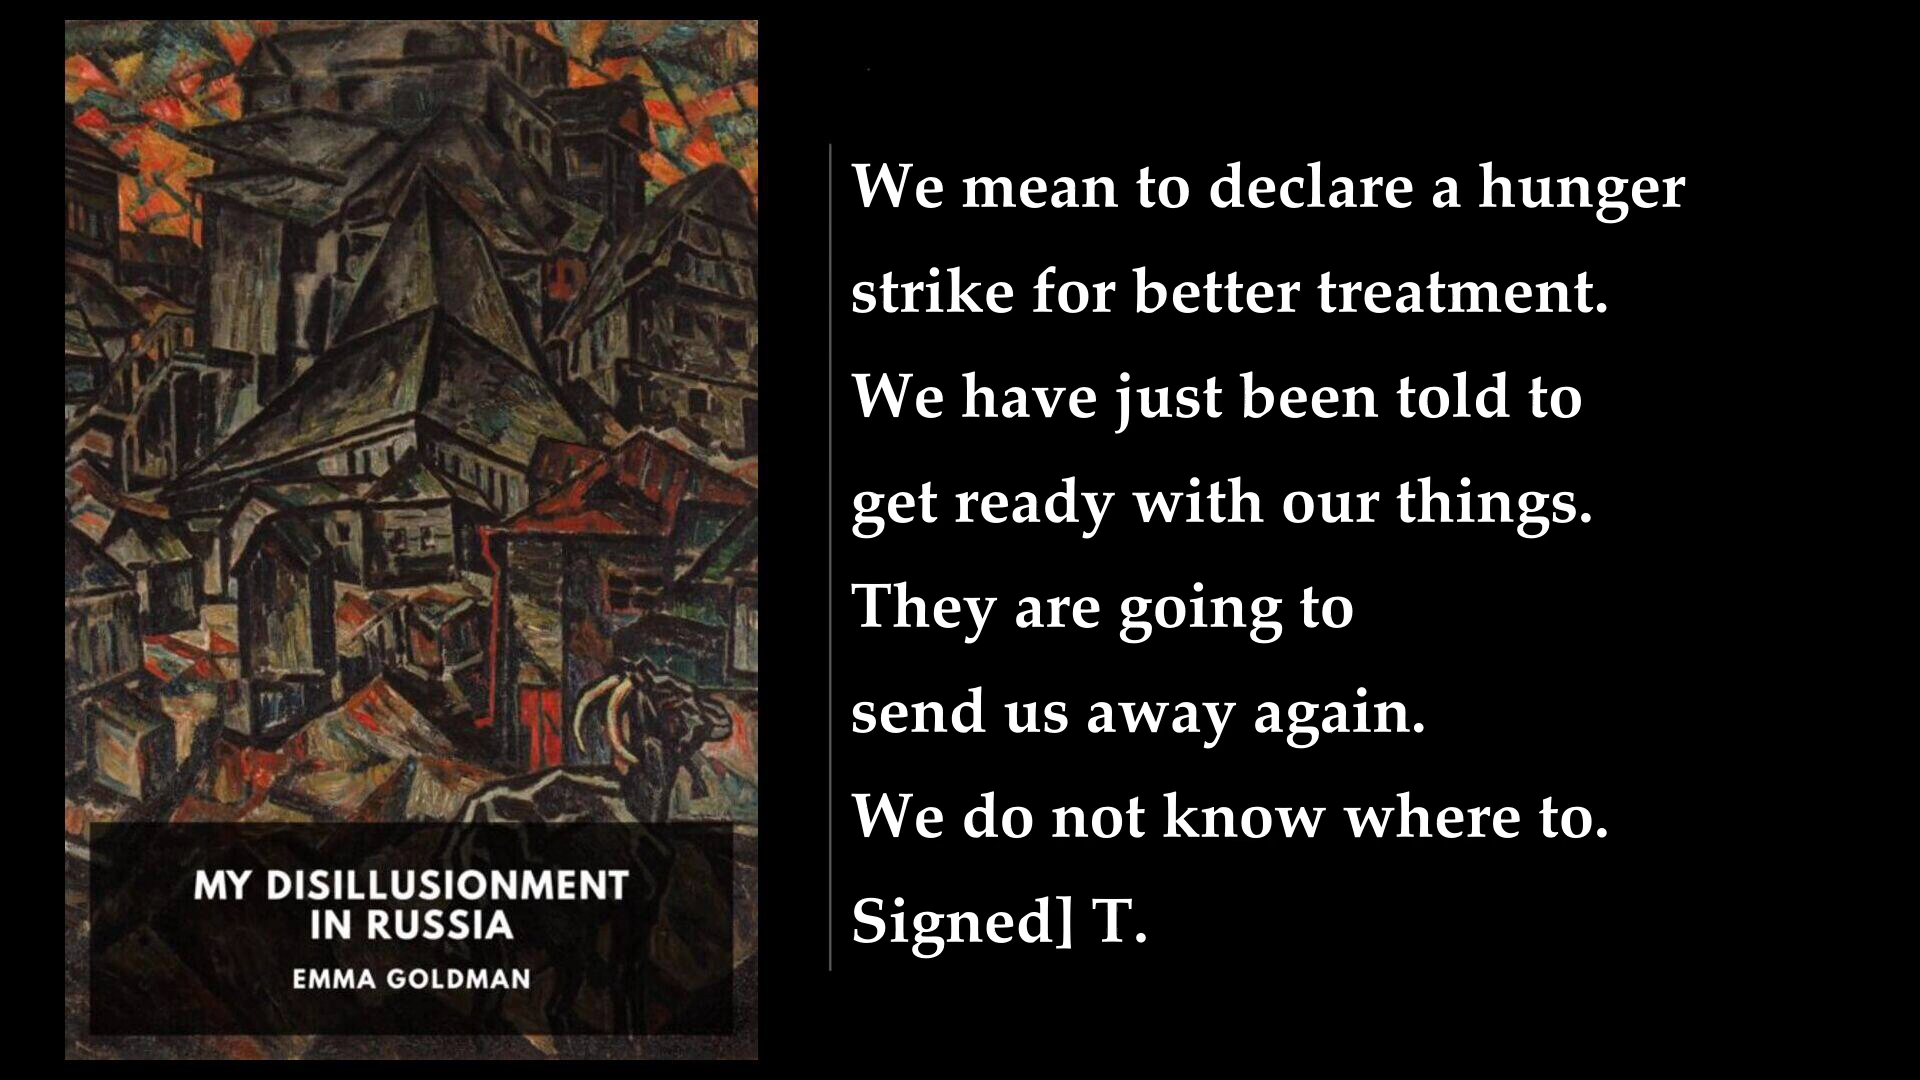 MY DISILLUSIONMENT
IN RUSSIA
EMMA GOLDMAN
We mean to declare a hunger
strike for better treatment.
We have just been told to
get ready with our things.
They are going to
send us away again.
We do not know where to.
Signed] T.